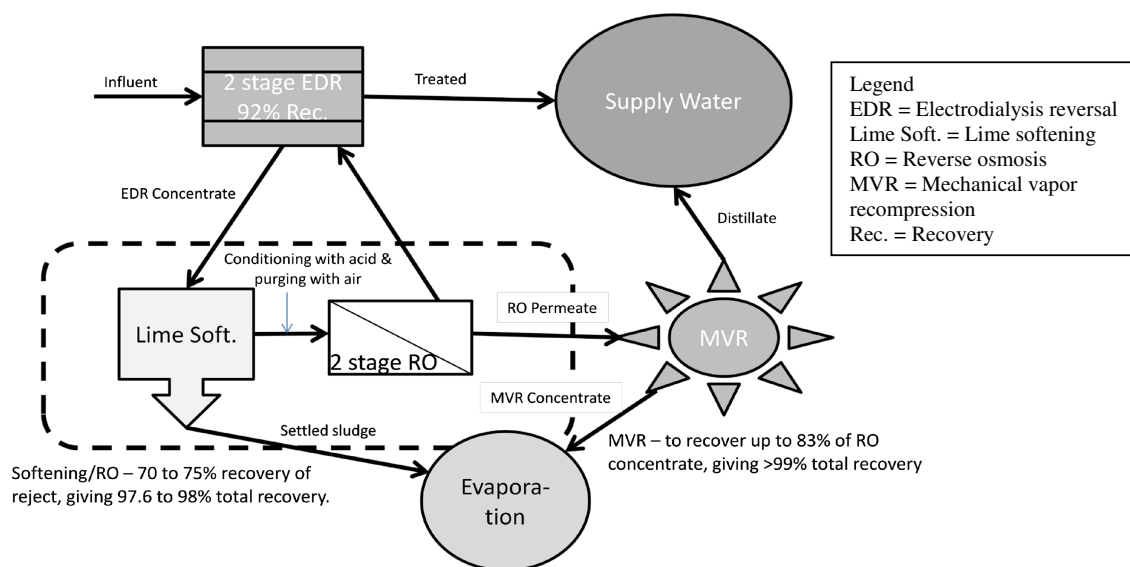 Influent
2 stage EDR
92% Rec.
Treated
Supply Water
Legend
EDR = Electrodialysis reversal
Lime Soft. = Lime softening
RO = Reverse osmosis
MVR = Mechanical vapor
recompression
Rec. = Recovery
EDR Concentrate
Distillate
Conditioning with acid &
purging with air
Lime Soft.
2 stage RO
RO Permeate
MVR
MVR Concentrate
Settled sludge
MVR – to recover up to 83% of RO
concentrate, giving >99% total recovery
Softening/RO – 70 to 75% recovery of
reject, giving 97.6 to 98% total recovery.
Evapora-
tion